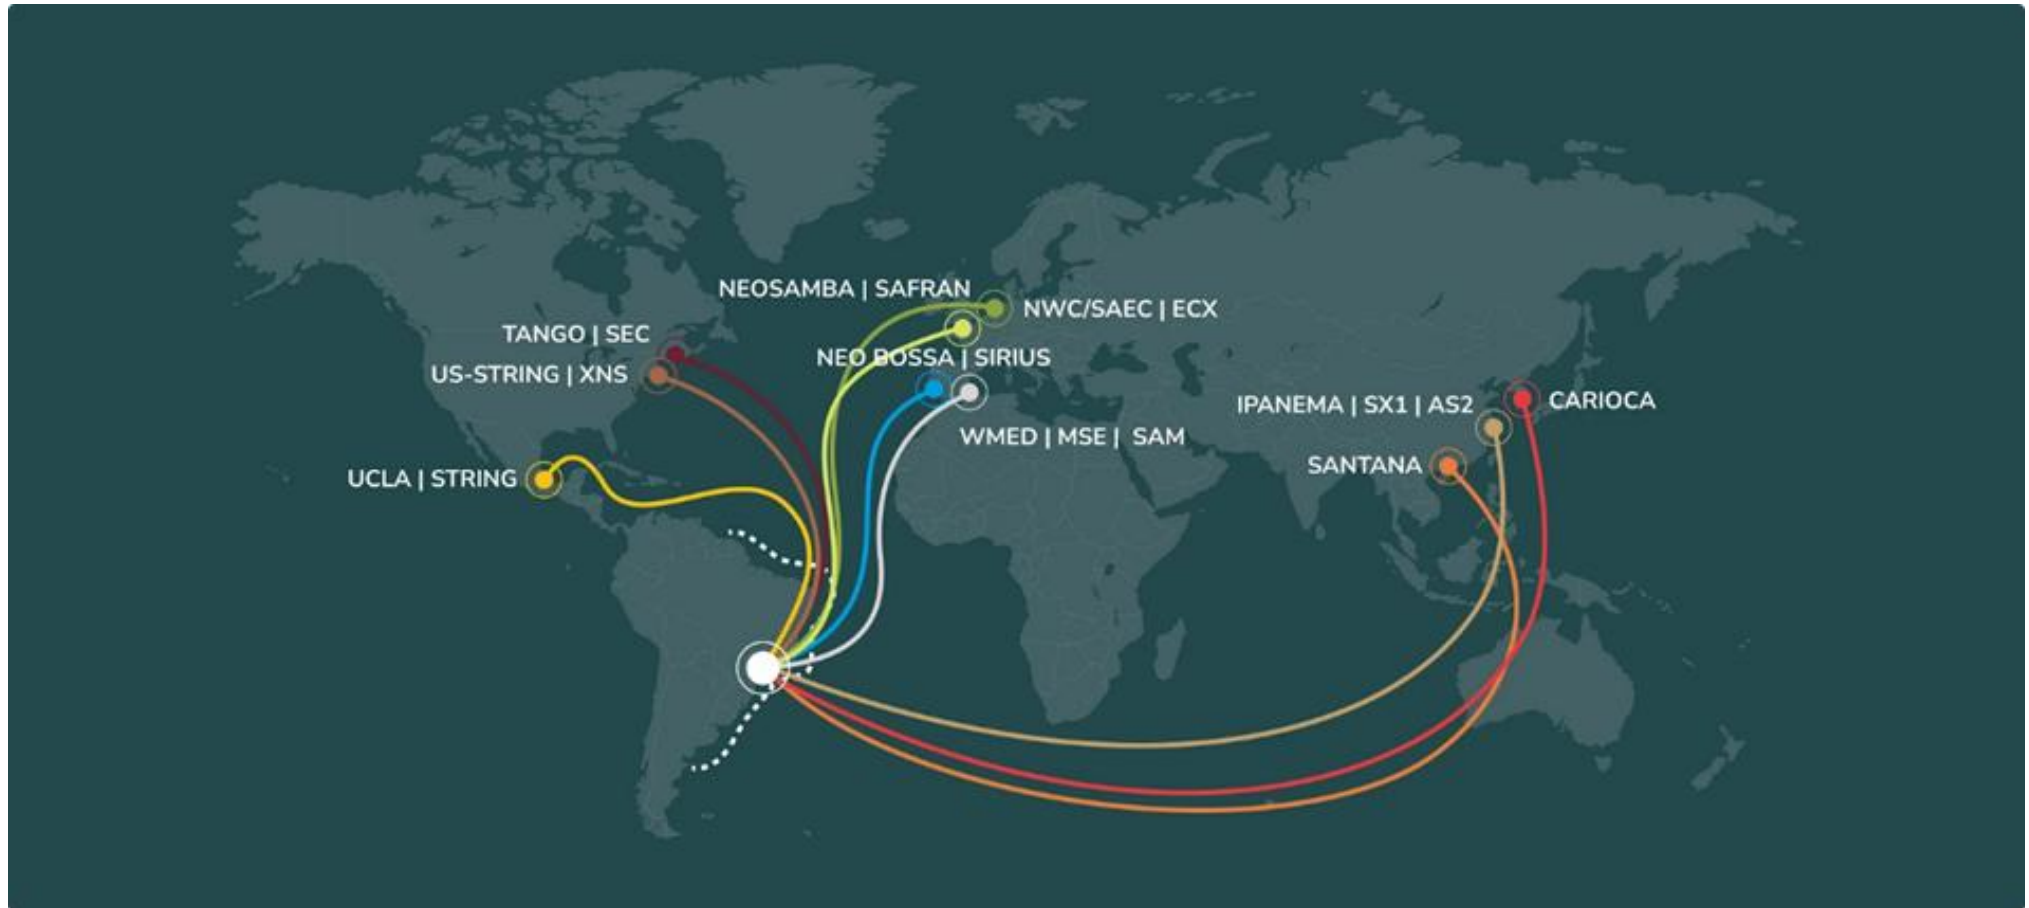 NEOSAMBA | SAFRAN
NWC/SAEC | ECX
TANGO | SEC
NEO BOSSA | SIRIUS
US-STRING | XNS
CARIOCA
IPANEMA | SX1 | AS2
WMED | MSE | SAM
SANTANA
UCLA | STRING